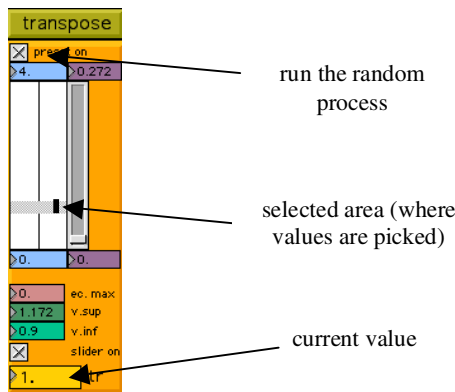 transpose
pres on
4. 0.272
run the random
process
selected area (where
values are picked)
0. 0.
0. ec. max
1.172 v.sup
0.9 v.inf
slider on
current value
1. tr